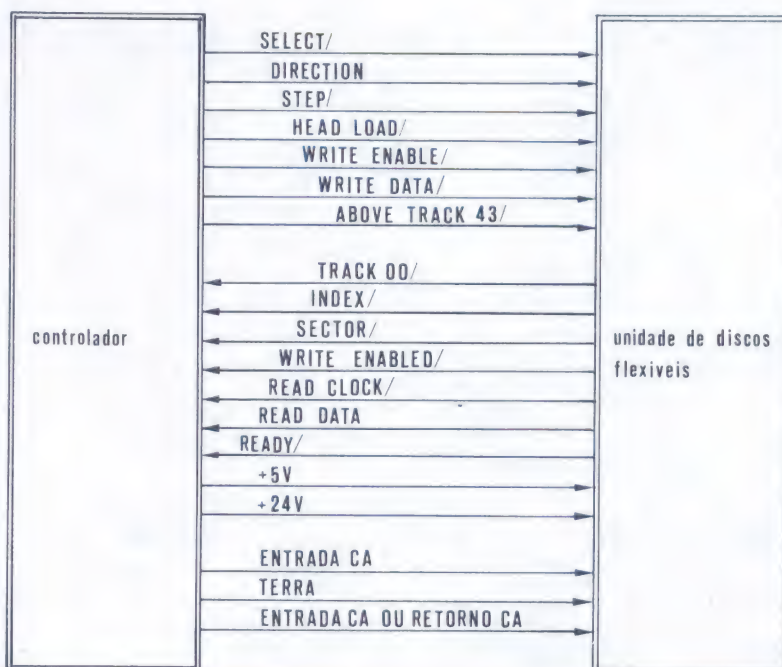 SELECT/
DIRECTION
STEP/
HEAD LOAD/
WRITE ENABLE/
WRITE DATA/
ABOVE TRACK 43/
TRACK 00/
INDEX/
SECTOR/
controlador
unidade de discos
flexiveis
WRITE ENABLED/
READ CLOCK/
READ DATA
READY/
+5V
+24V
ENTRADA CA
TERRA
ENTRADA CA OU RETORNO CA